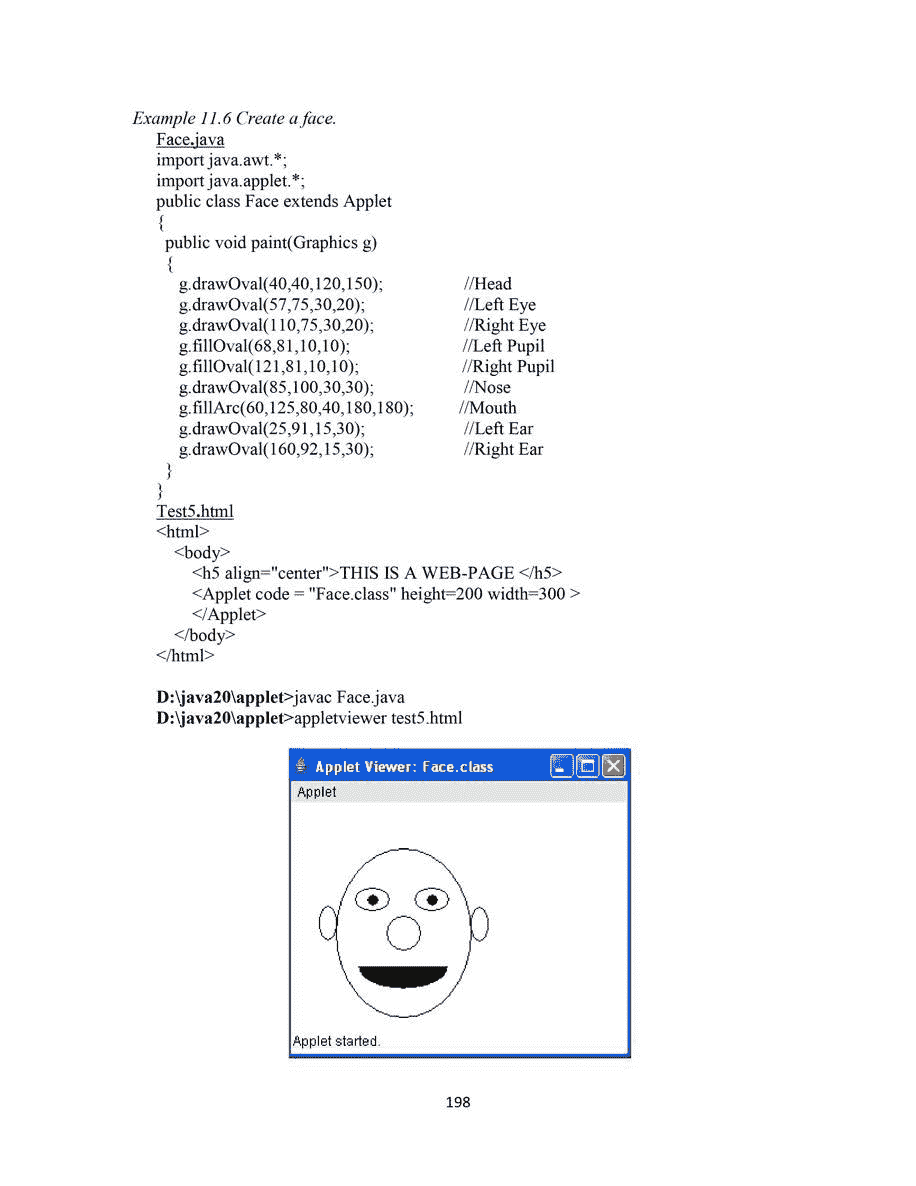 Example 11.6 Create a face.
Face.java
import java.awt.*;
import java.applet.*;
public class Face extends Applet
{
public void paint(Graphics g)
{
g.drawOval(40,40,120,150); //Head
g.drawOval(57,75,30,20); //Left Eye
g.drawOval(110,75,30,20); //Right Eye
g.fillOval(68,81,10,10); //Left Pupil
g.fillOval(121,81,10,10); //Right Pupil
g.drawOval(85,100,30,30); //Nose
g.fillArc(60,125,80,40,180,180); //Mouth
g.drawOval(25,91,15,30); //Left Ear
g.drawOval(160,92,15,30); //Right Ear
}
}
Test5.html
<html>
<body>
<h5 align="center">THIS IS A WEB-PAGE </h5>
<Applet code = "Face.class" height=200 width=300 >
</Applet>
</body>
</html>
D:\java20\applet>javac Face.java
D:\java20\applet>appletviewer test5.html
Applet Viewer: Face.class
Applet
Applet started.
198